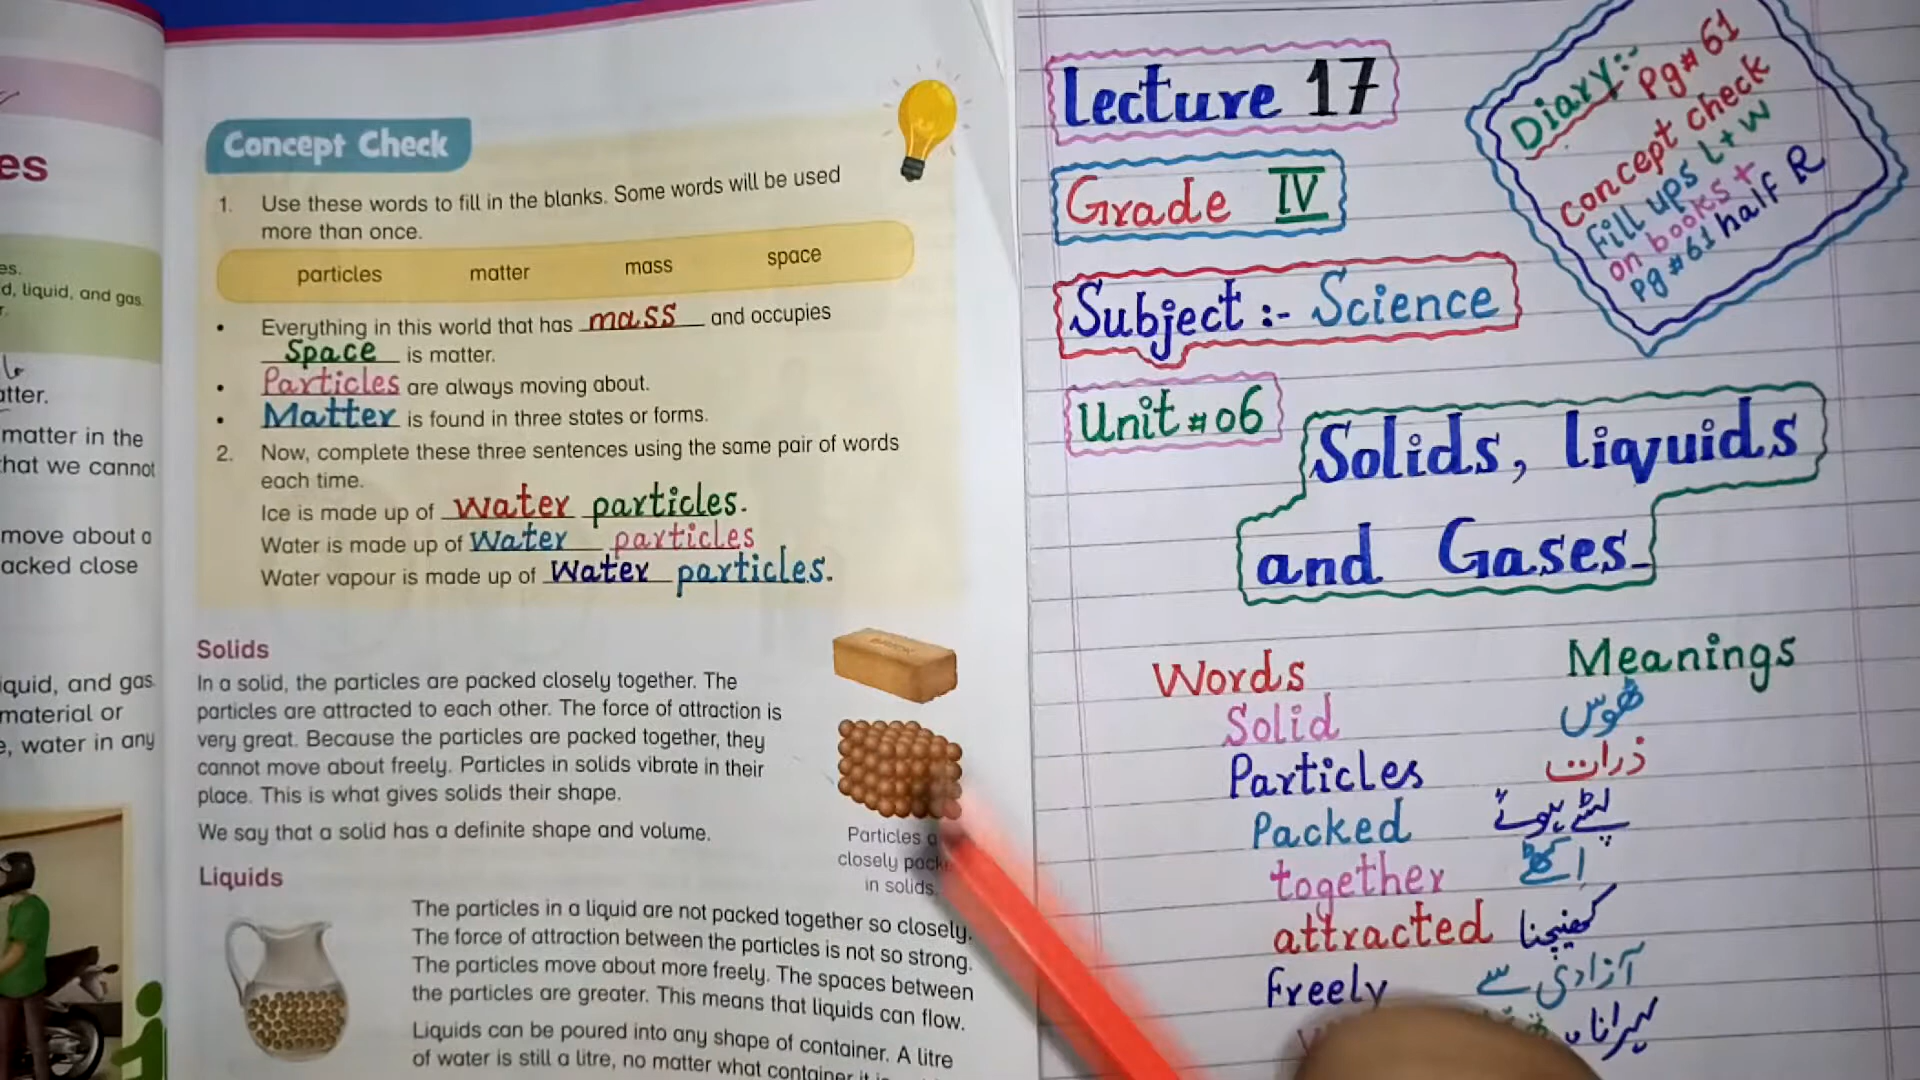 es
es.
d, liquid, and gas.
atter.
matter in the
that we cannot
move about a
acked close
iquid, and gas.
material or
e, water in any
Concept Check
1. Use these words to fill in the blanks. Some words will be used
more than once.
particles matter mass space
• Everything in this world that has mass and occupies
Space is matter.
• Particles are always moving about.
• Matter is found in three states or forms.
2. Now, complete these three sentences using the same pair of words
each time.
Ice is made up of water particles.
Water is made up of Water particles
Water vapour is made up of Water particles.
Solids
In a solid, the particles are packed closely together. The
particles are attracted to each other. The force of attraction is
very great. Because the particles are packed together, they
cannot move about freely. Particles in solids vibrate in their
place. This is what gives solids their shape.
We say that a solid has a definite shape and volume.
Particles a
closely pack
in solids.
Liquids
The particles in a liquid are not packed together so closely.
The force of attraction between the particles is not so strong.
The particles move about more freely. The spaces between
the particles are greater. This means that liquids can flow.
Liquids can be poured into any shape of container. A litre
of water is still a litre, no matter what container it
Lecture 17
Grade IV
Subject :- Science
Unit # 06
Solids, liquids
and Gases
Diary:-
Pg# 61
concept check
Fill ups L + W
on books +
Pg # 61 half R
Words Meanings
Solid ٹھوس
Particles ذرات
Packed لپٹے ہوئے
together اکٹھے
attracted کھینچنا
Freely آزادی سے